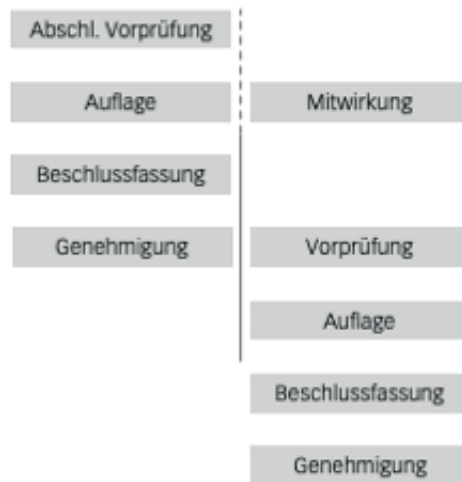 Abschl. Vorprüfung
Auflage
Mitwirkung
Beschlussfassung
Genehmigung
Vorprüfung
Auflage
Beschlussfassung
Genehmigung